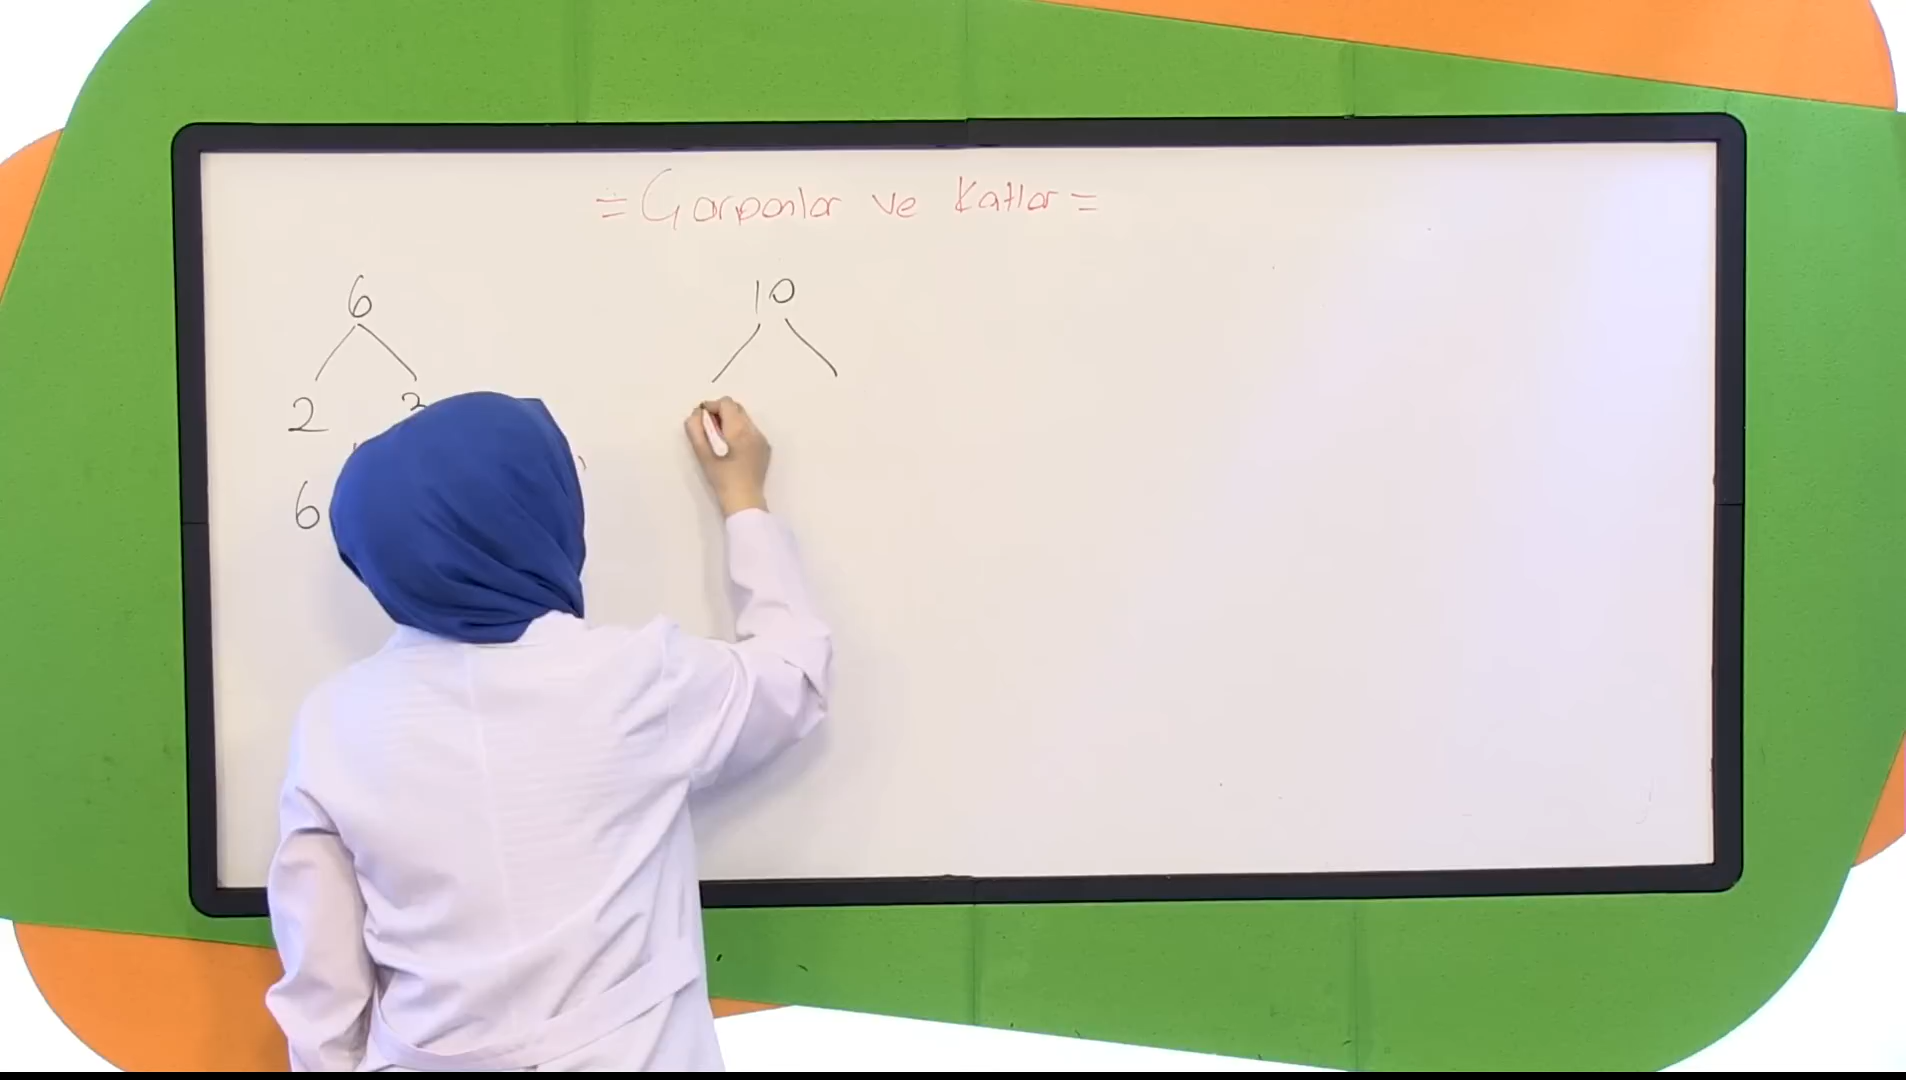 = Çarpanlar ve Katlar =
6
10
2 3
6